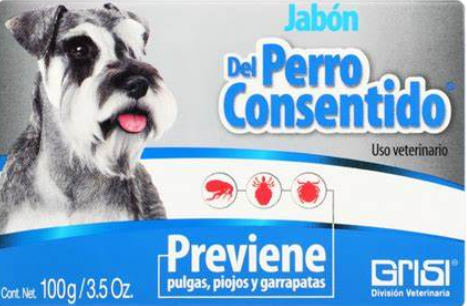 Jabón
Del Perro
Consentido
Uso veterinario
Previene
pulgas, piojos y garrapatas
Cont. Net. 100g/3.5 Oz.
GRISI®
División Veterinaria